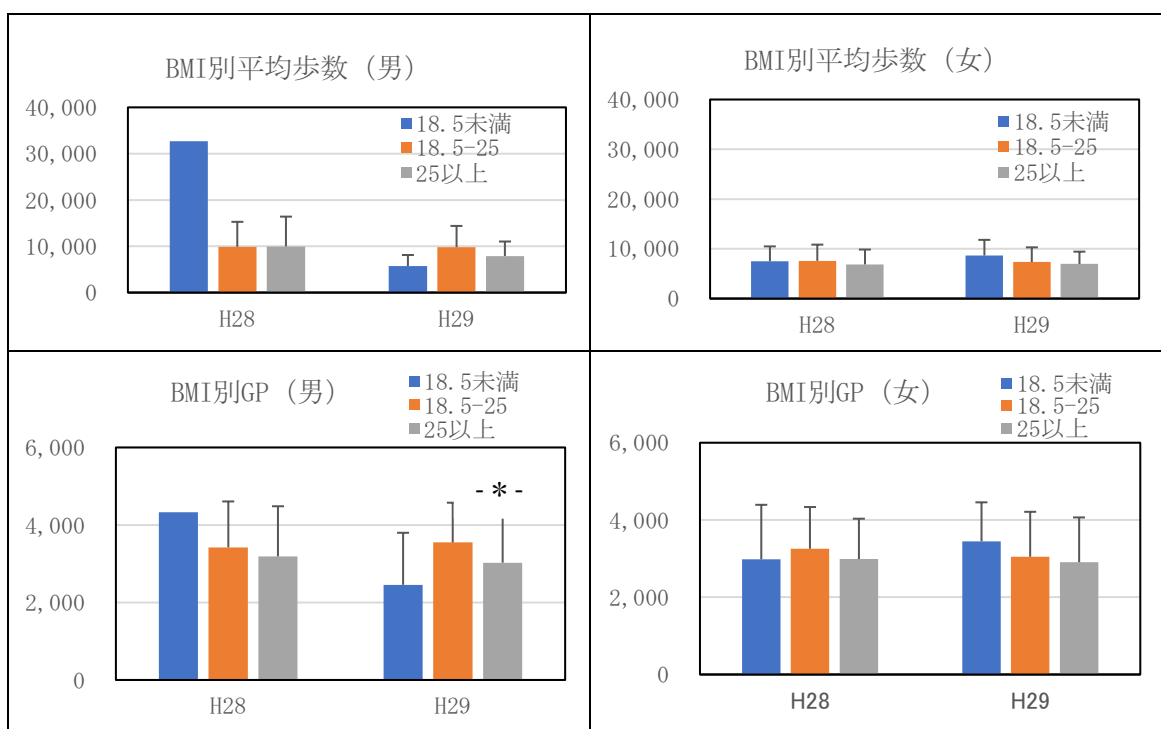 BMI別平均歩数 (男)
18.5未満
18.5-25
25以上
40,000
30,000
20,000
10,000
0
H28
H29
BMI別平均歩数 (女)
18.5未満
18.5-25
25以上
40,000
30,000
20,000
10,000
0
H28
H29
BMI別GP (男)
18.5未満
18.5-25
25以上
6,000
-*-
4,000
2,000
0
H28
H29
BMI別GP (女)
18.5未満
18.5-25
25以上
6,000
4,000
2,000
0
H28
H29